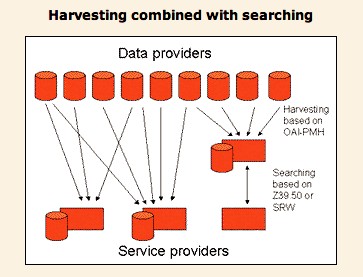 Harvesting combined with searching
Data providers
Harvesting
based on
OAI-PMH
Searching
based on
Z39.50 or
SRW
Service providers